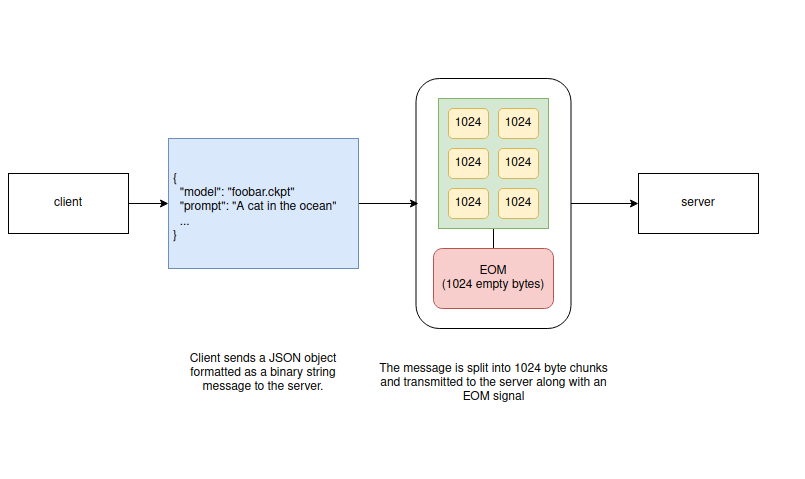 client
{
"model": "foobar.ckpt"
"prompt": "A cat in the ocean"
...
}
1024 1024
1024 1024
1024 1024
EOM
(1024 empty bytes)
server
Client sends a JSON object
formatted as a binary string
message to the server.
The message is split into 1024 byte chunks
and transmitted to the server along with an
EOM signal